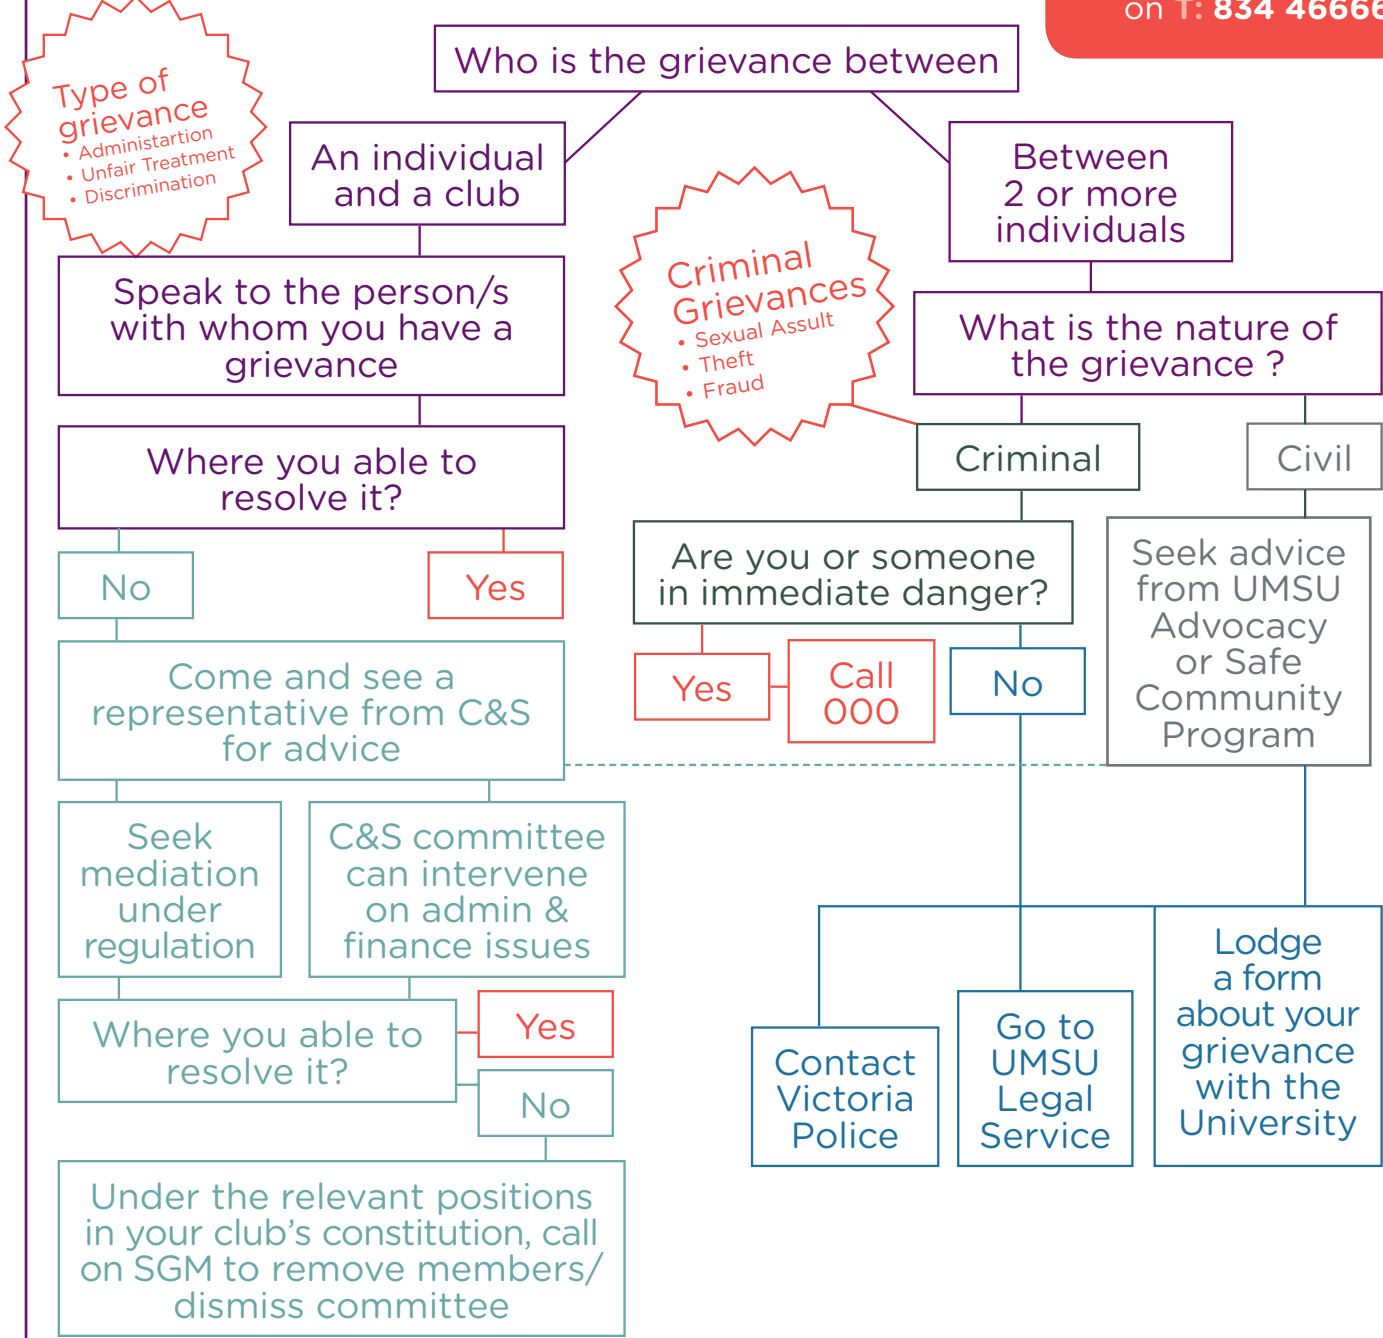 on T: 834 46666
Who is the grievance between
Type of
grievance
• Administartion
• Unfair Treatment
• Discrimination
An individual
and a club
Between
2 or more
individuals
Speak to the person/s
with whom you have a
grievance
Criminal
Grievances
• Sexual Assult
• Theft
• Fraud
What is the nature of
the grievance ?
Where you able to
resolve it?
Criminal
Civil
No
Yes
Are you or someone
in immediate danger?
Seek advice
from UMSU
Advocacy
or Safe
Community
Program
Yes
Call
000
No
Come and see a
representative from C&S
for advice
Seek
mediation
under
regulation
C&S committee
can intervene
on admin &
finance issues
Where you able to
resolve it?
Yes
No
Contact
Victoria
Police
Go to
UMSU
Legal
Service
Lodge
a form
about your
grievance
with the
University
Under the relevant positions
in your club’s constitution, call
on SGM to remove members/
dismiss committee